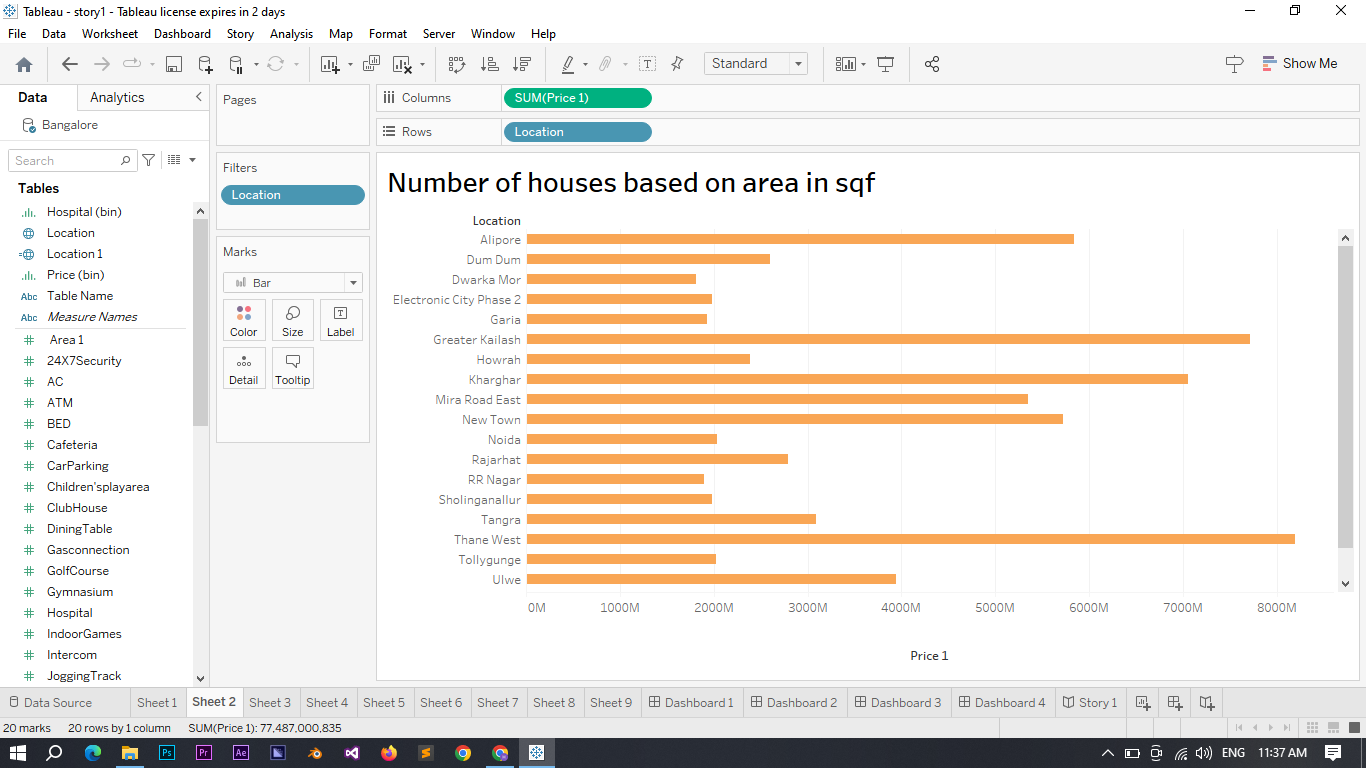 Tableau - story1 - Tableau license expires in 2 days
File Data Worksheet Dashboard Story Analysis Map Format Server Window Help
Standard
Show Me
Data Analytics
Bangalore
Search
Tables
Hospital (bin)
Location
Location 1
Price (bin)
Abc Table Name
Abc Measure Names
Area 1
24X7Security
AC
ATM
BED
Cafeteria
CarParking
Children'splayarea
ClubHouse
DiningTable
Gasconnection
GolfCourse
Gymnasium
Hospital
IndoorGames
Intercom
JoggingTrack
Pages
Filters
Location
Marks
Bar
Color Size Label
Detail Tooltip
Columns SUM(Price 1)
Rows Location
Number of houses based on area in sqf
Location
Alipore
Dum Dum
Dwarka Mor
Electronic City Phase 2
Garia
Greater Kailash
Howrah
Kharghar
Mira Road East
New Town
Noida
Rajarhat
RR Nagar
Sholinganallur
Tangra
Thane West
Tollygunge
Ulwe
0M 1000M 2000M 3000M 4000M 5000M 6000M 7000M 8000M
Price 1
Data Source Sheet 1 Sheet 2 Sheet 3 Sheet 4 Sheet 5 Sheet 6 Sheet 7 Sheet 8 Sheet 9 Dashboard 1 Dashboard 2 Dashboard 3 Dashboard 4 Story 1
20 marks 20 rows by 1 column SUM(Price 1): 77,487,000,835
Ps Pr Ae ENG 11:37 AM